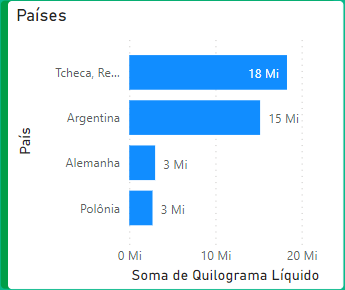 Países
Tcheca, Re...
18 Mi
Argentina
15 Mi
Alemanha
3 Mi
Polônia
3 Mi
País
0 Mi
10 Mi
20 Mi
Soma de Quilograma Líquido